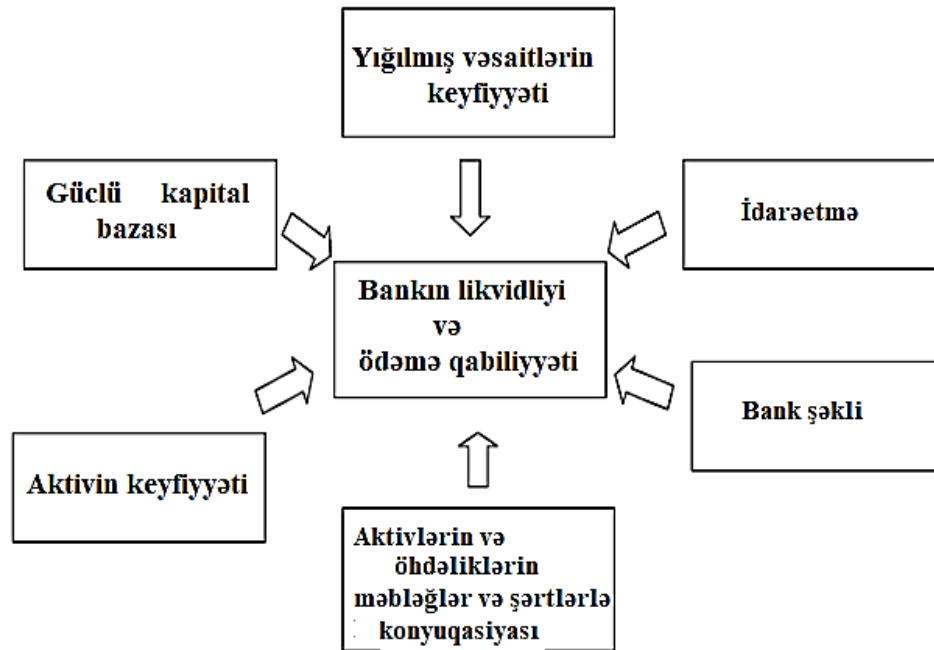 Yığılmış vəsaitlərin
keyfiyyəti
Güclü kapital
bazası
İdarəetmə
Bankın likvidliyi
və
ödəmə qabiliyyəti
Bank şəkli
Aktivin keyfiyyəti
Aktivlərin və
öhdəliklərin
məbləğlər və şərtlərlə
konyuqasiyası